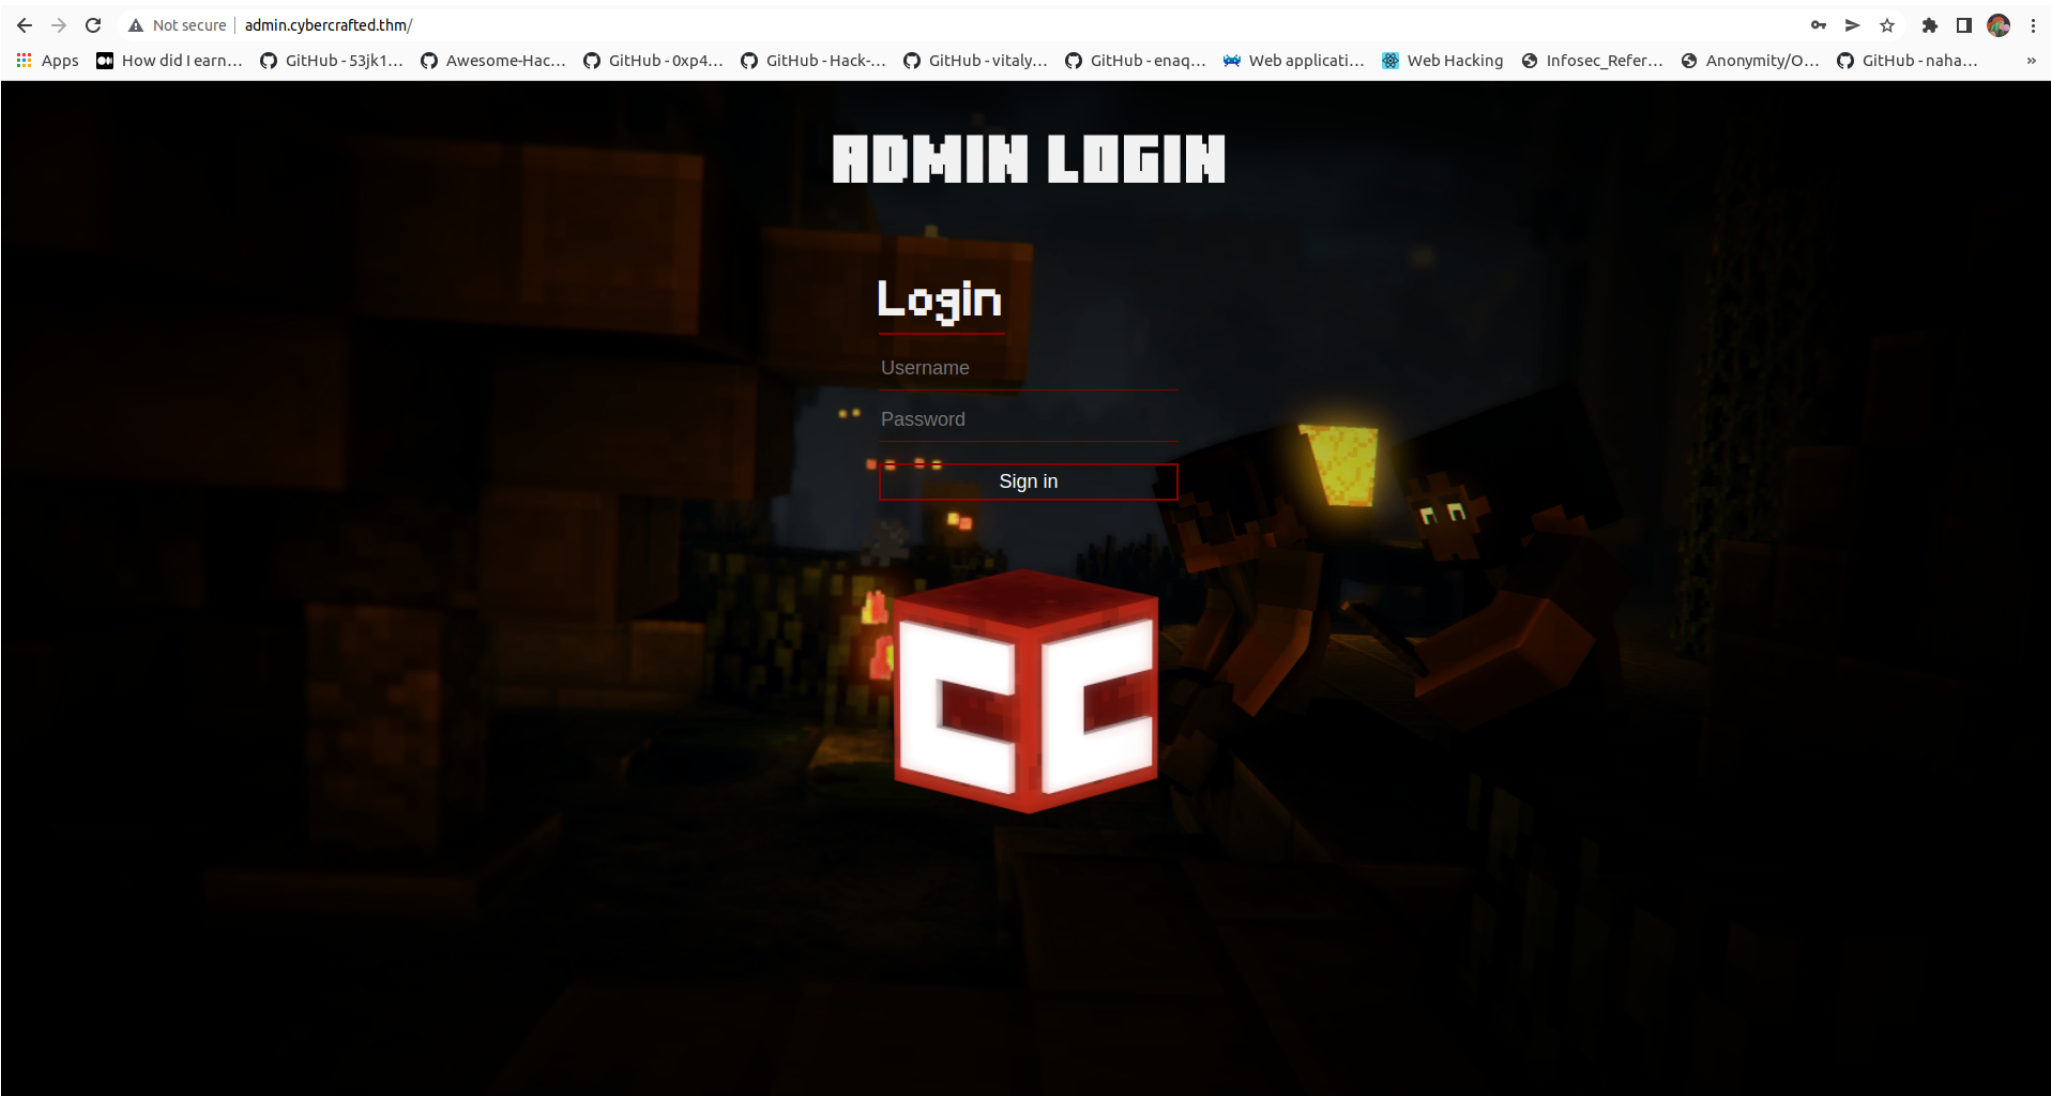 Not secure admin.cybercrafted.thm/
Apps How did I earn... GitHub - 53jk1... Awesome-Hac... GitHub - 0xp4... GitHub - Hack-... GitHub - vitaly... GitHub - enaq... Web applicati... Web Hacking Infosec_Refer... Anonymity/O... GitHub - naha... »
ADMIN LOGIN
Login
Username
Password
Sign in
CC